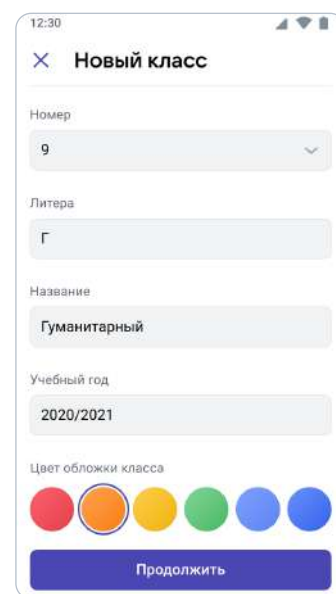 12:30
Новый класс
Номер
9
Литера
Г
Название
Гуманитарный
Учебный год
2020/2021
Цвет обложки класса
Продолжить